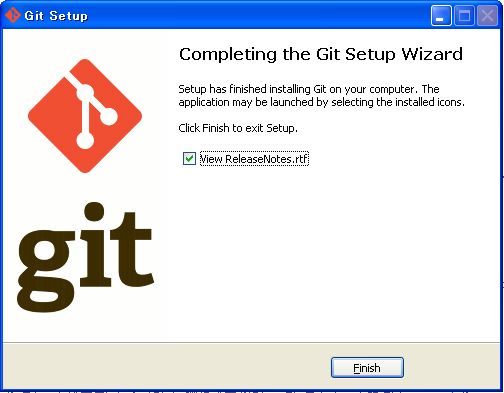 Git Setup
Completing the Git Setup Wizard
Setup has finished installing Git on your computer. The
application may be launched by selecting the installed icons.
Click Finish to exit Setup.
View ReleaseNotes.rtf
git
Finish